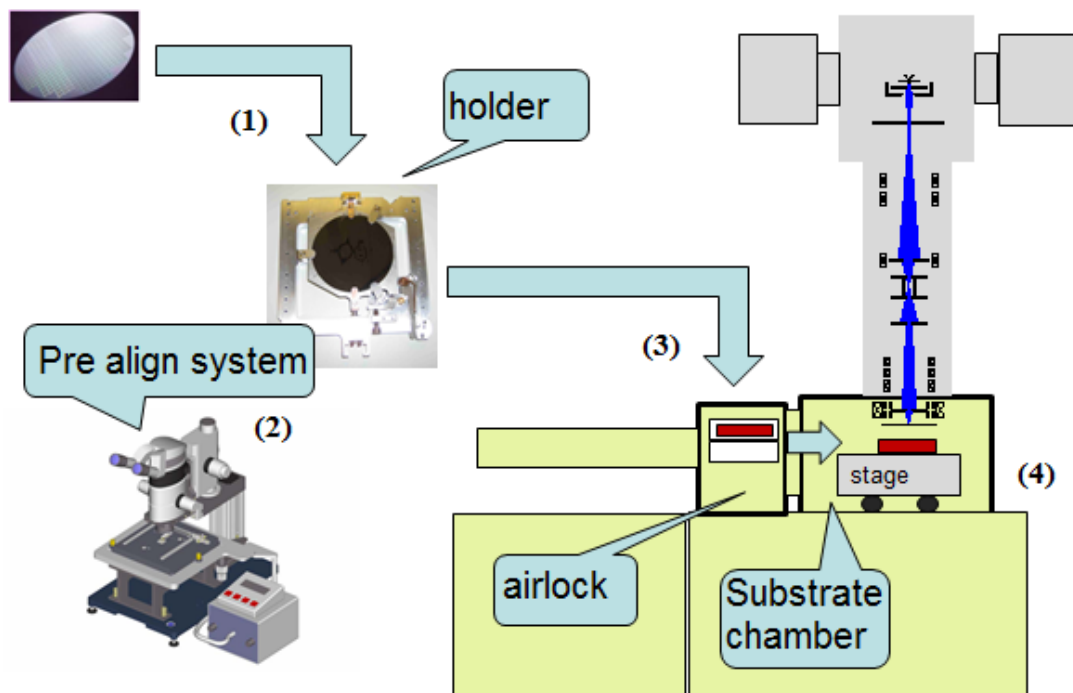 (1)
holder
Pre align system
(2)
(3)
stage
(4)
airlock
Substrate
chamber